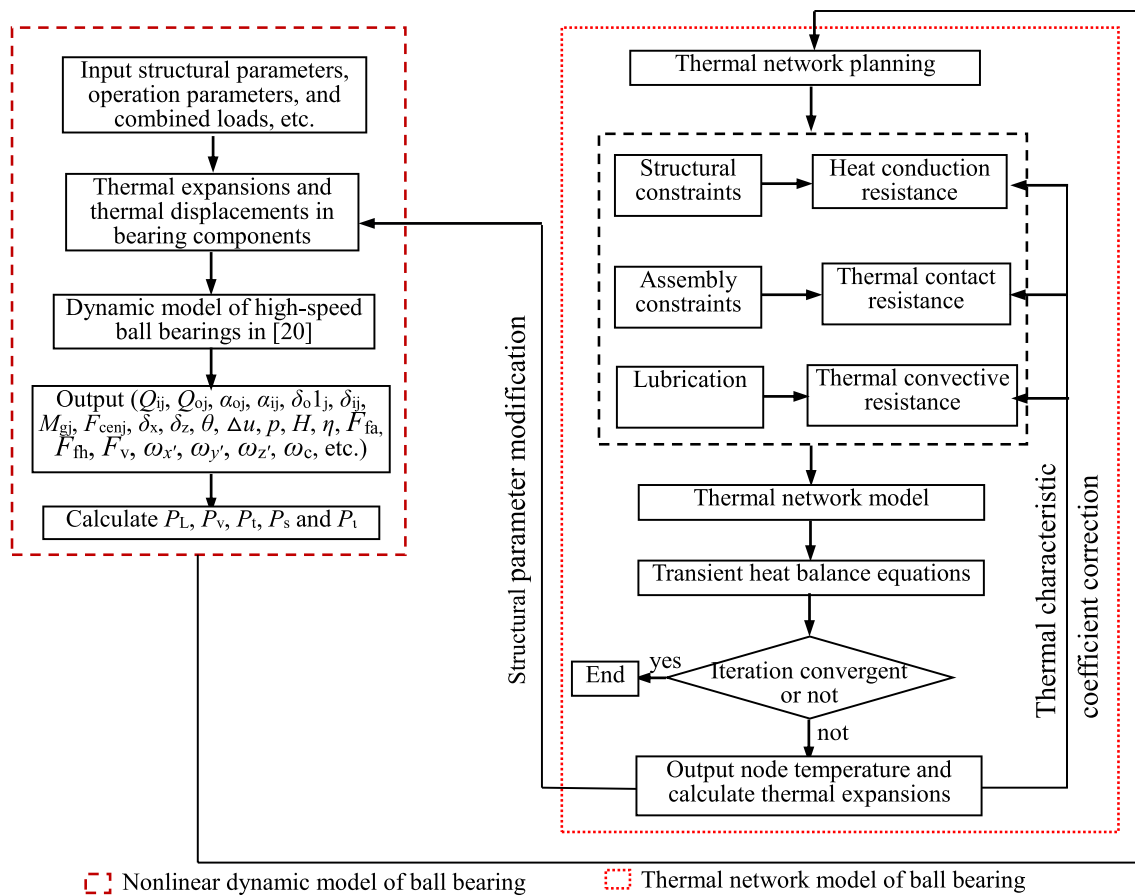 Input structural parameters,
operation parameters, and
combined loads, etc.
Thermal expansions and
thermal displacements in
bearing components
Dynamic model of high-speed
ball bearings in [20]
Output (Qij, Qoj, αoj, αij, δo1j, δij,
Mgj, Fcenj, δx, δz, θ, Δu, p, H, η, Ffa,
Ffh, Fv, ωx′, ωy′, ωz′, ωc, etc.)
Calculate PL, Pv, Pt, Ps and Pι
Structural parameter modification
Thermal network planning
Structural
constraints
Heat conduction
resistance
Assembly
constraints
Thermal contact
resistance
Lubrication
Thermal convective
resistance
Thermal network model
Transient heat balance equations
Iteration convergent
or not
yes
End
not
Output node temperature and
calculate thermal expansions
Thermal characteristic
coefficient correction
Nonlinear dynamic model of ball bearing
Thermal network model of ball bearing